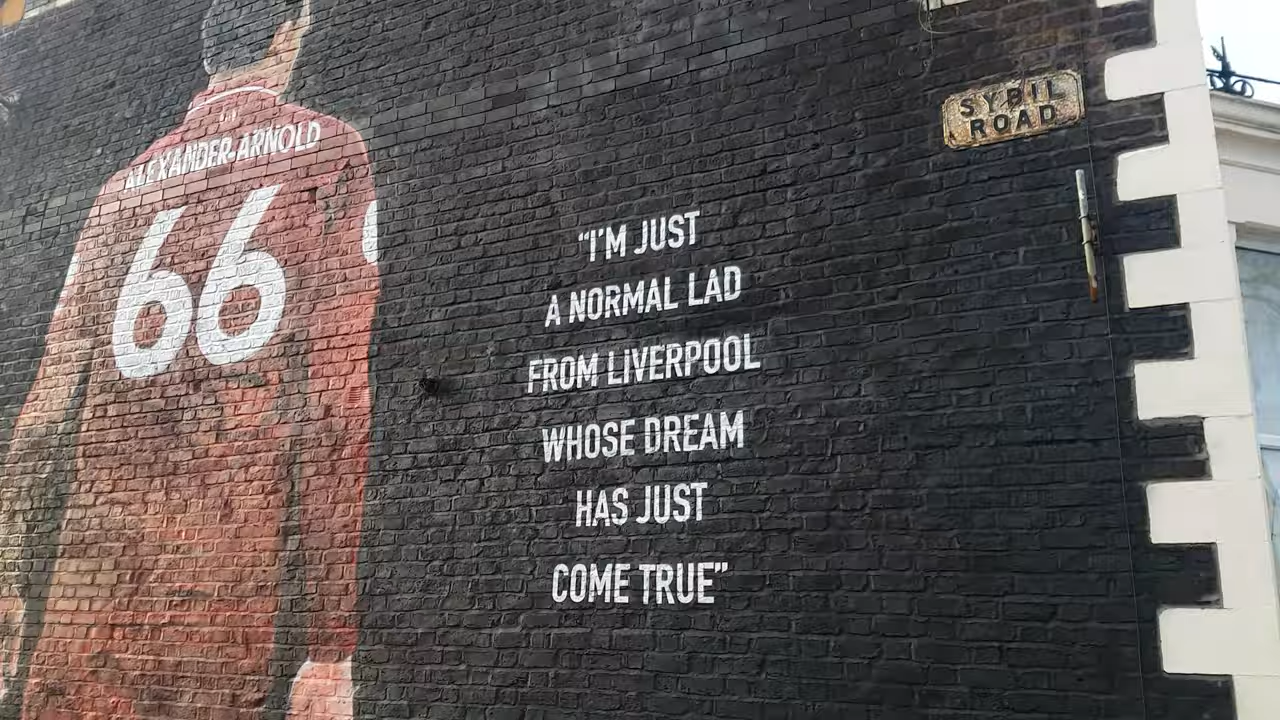 ALEXANDER-ARNOLD
66
SYBIL
ROAD
"I'M JUST
A NORMAL LAD
FROM LIVERPOOL
WHOSE DREAM
HAS JUST
COME TRUE"